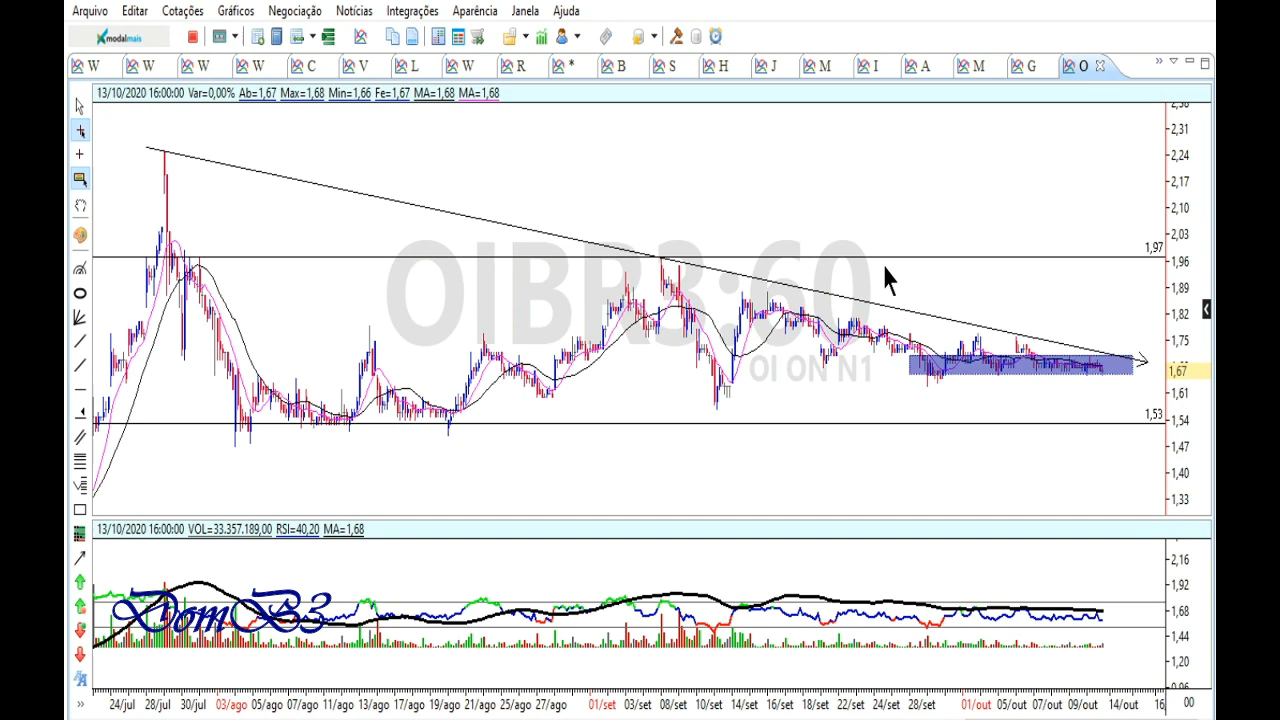 Arquivo Editar Cotações Gráficos Negociação Notícias Integrações Aparência Janela Ajuda
modalmais
W W W W C V L W R * B S H J M I A M G O
13/10/2020 16:00:00 Var=0,00% Ab=1,67 Max=1,68 Min=1,66 Fe=1,67 MA=1,68 MA=1,68
2,31
2,24
2,17
2,10
2,03
1,97
1,96
OIBR3:60
1,89
1,82
1,75
OI ON N1
1,67
1,61
1,53
1,54
1,47
1,40
1,33
13/10/2020 16:00:00 VOL=33.357.189,00 RSI=40,20 MA=1,68
2,16
1,92
DomB3
1,68
1,44
1,20
24/jul 28/jul 30/jul 03/ago 05/ago 07/ago 11/ago 13/ago 17/ago 19/ago 21/ago 25/ago 27/ago 01/set 03/set 08/set 10/set 14/set 16/set 18/set 22/set 24/set 28/set 01/out 05/out 07/out 09/out 14/out 16 00